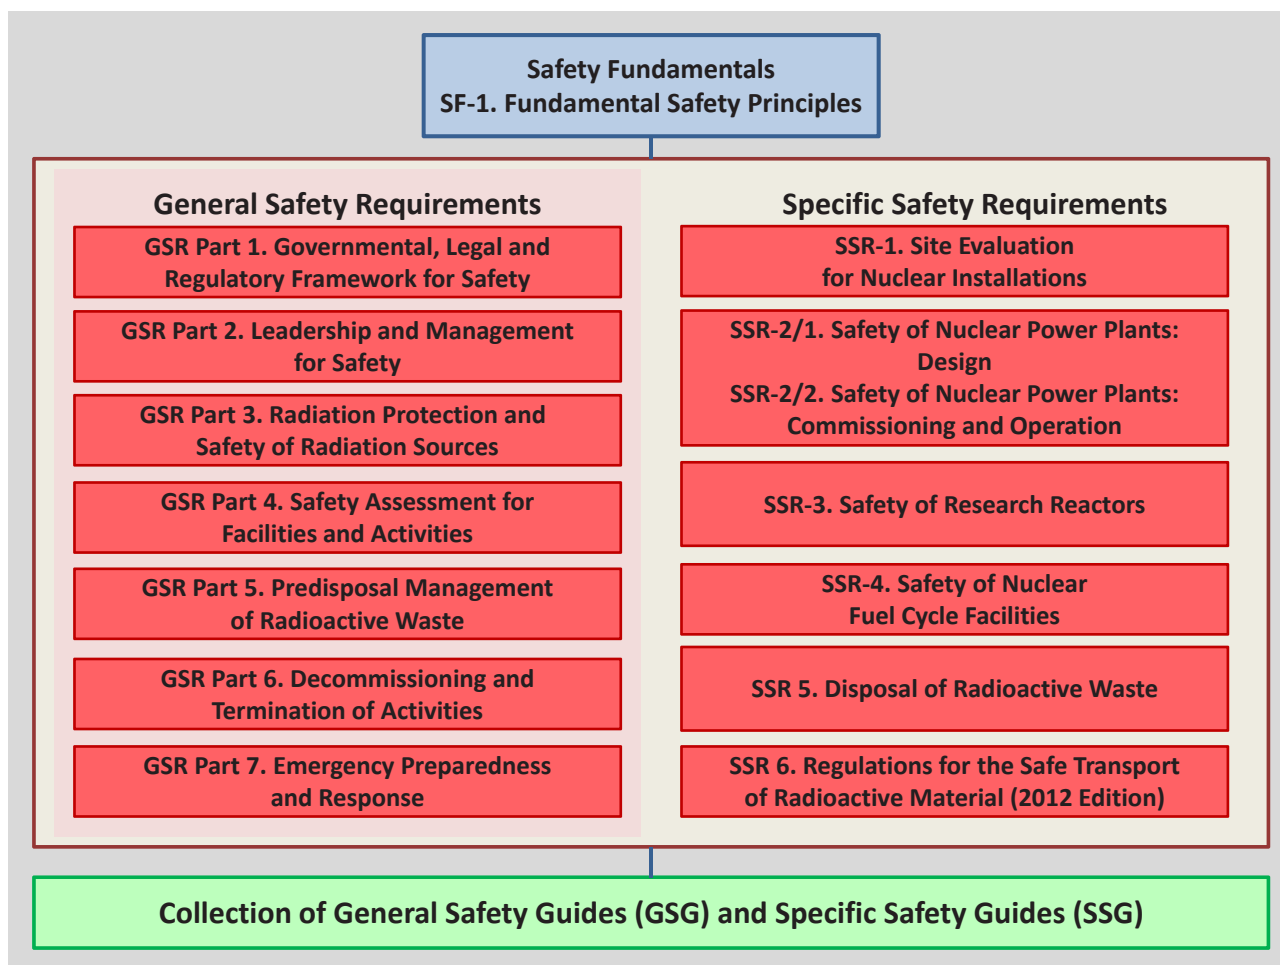 Safety Fundamentals
SF-1. Fundamental Safety Principles
General Safety Requirements
GSR Part 1. Governmental, Legal and
Regulatory Framework for Safety
GSR Part 2. Leadership and Management
for Safety
GSR Part 3. Radiation Protection and
Safety of Radiation Sources
GSR Part 4. Safety Assessment for
Facilities and Activities
GSR Part 5. Predisposal Management
of Radioactive Waste
GSR Part 6. Decommissioning and
Termination of Activities
GSR Part 7. Emergency Preparedness
and Response
Specific Safety Requirements
SSR-1. Site Evaluation
for Nuclear Installations
SSR-2/1. Safety of Nuclear Power Plants:
Design
SSR-2/2. Safety of Nuclear Power Plants:
Commissioning and Operation
SSR-3. Safety of Research Reactors
SSR-4. Safety of Nuclear
Fuel Cycle Facilities
SSR 5. Disposal of Radioactive Waste
SSR 6. Regulations for the Safe Transport
of Radioactive Material (2012 Edition)
Collection of General Safety Guides (GSG) and Specific Safety Guides (SSG)